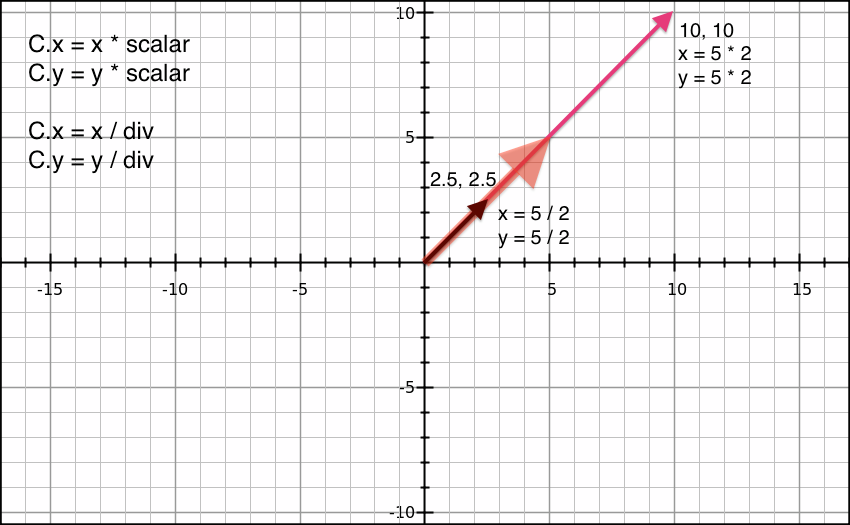 C.x = x * scalar
C.y = y * scalar
C.x = x / div
C.y = y / div
10, 10
x = 5 * 2
y = 5 * 2
2.5, 2.5
x = 5 / 2
y = 5 / 2
10
5
-15
-10
-5
5
10
15
-5
-10